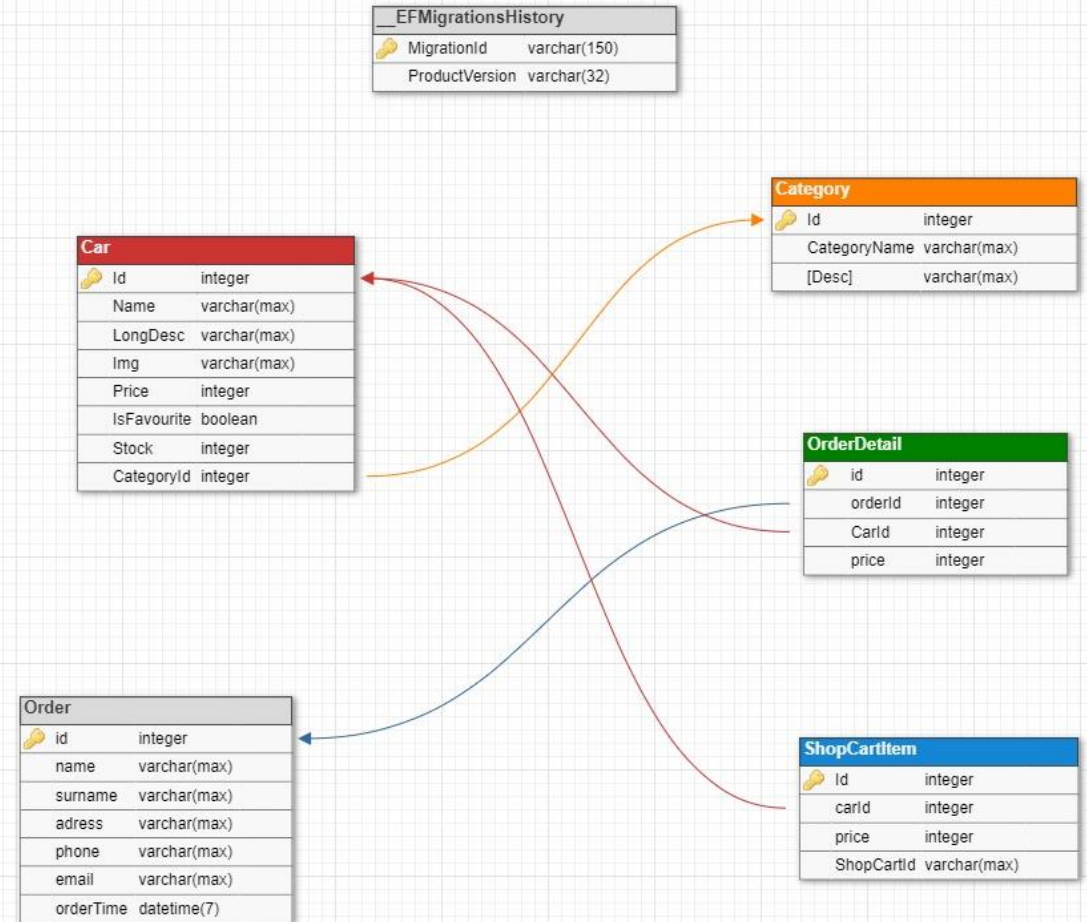 __EFMigrationsHistory
MigrationId varchar(150)
ProductVersion varchar(32)
Category
Id integer
CategoryName varchar(max)
[Desc] varchar(max)
Car
Id integer
Name varchar(max)
LongDesc varchar(max)
Img varchar(max)
Price integer
IsFavourite boolean
Stock integer
CategoryId integer
OrderDetail
id integer
orderId integer
CarId integer
price integer
Order
id integer
name varchar(max)
surname varchar(max)
adress varchar(max)
phone varchar(max)
email varchar(max)
orderTime datetime(7)
ShopCartItem
Id integer
carId integer
price integer
ShopCartId varchar(max)